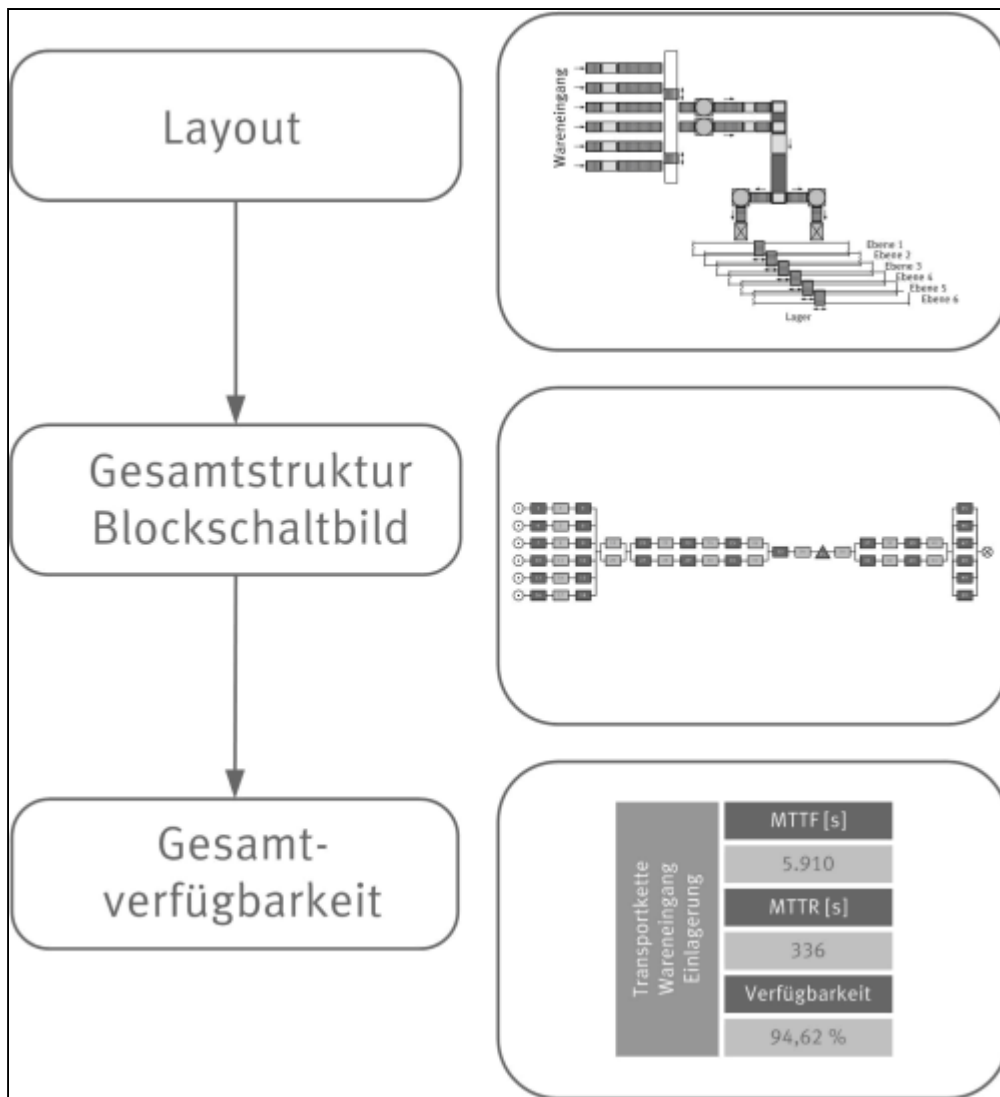 Layout
Wareneingang
Ebene 1
Ebene 2
Ebene 3
Ebene 4
Ebene 5
Ebene 6
Lager
Gesamtstruktur
Blockschaltbild
Gesamt-
verfügbarkeit
Transportkette
Wareneingang
Einlagerung
MTTF [s]
5.910
MTTR [s]
336
Verfügbarkeit
94,62 %